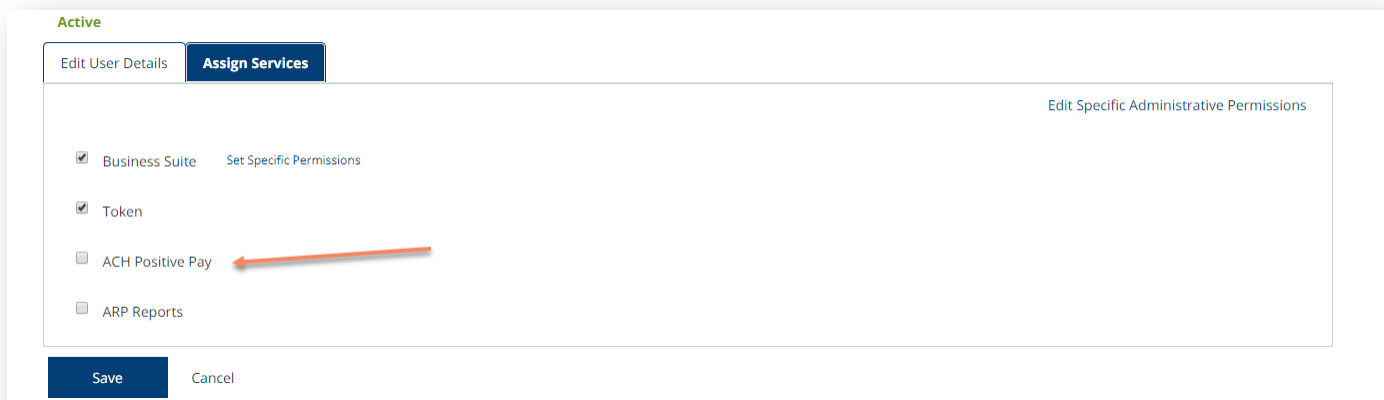 Active
Edit User Details Assign Services
Edit Specific Administrative Permissions
Business Suite Set Specific Permissions
Token
ACH Positive Pay
ARP Reports
Save Cancel